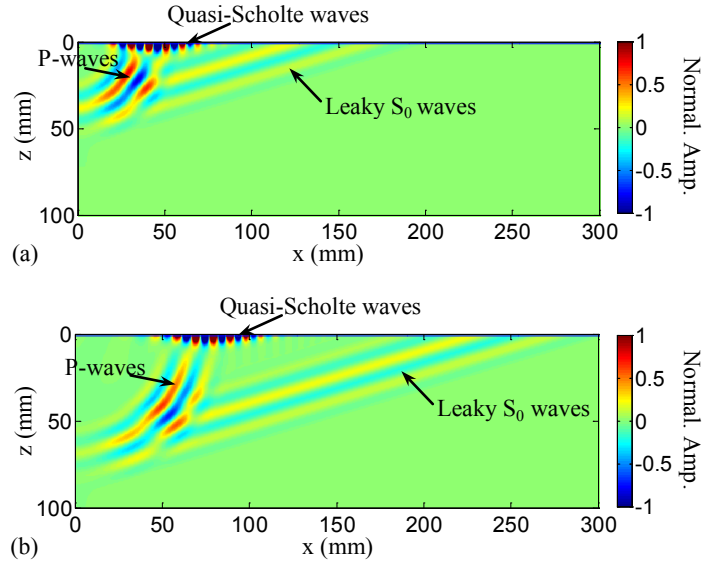 Quasi-Scholte waves
P-waves
Leaky S₀ waves
0
50
100
z (mm)
0 50 100 150 200 250 300
x (mm)
(a)
1
0.5
0
-0.5
-1
Normal. Amp.
Quasi-Scholte waves
P-waves
Leaky S₀ waves
0
50
100
z (mm)
0 50 100 150 200 250 300
x (mm)
(b)
1
0.5
0
-0.5
-1
Normal. Amp.